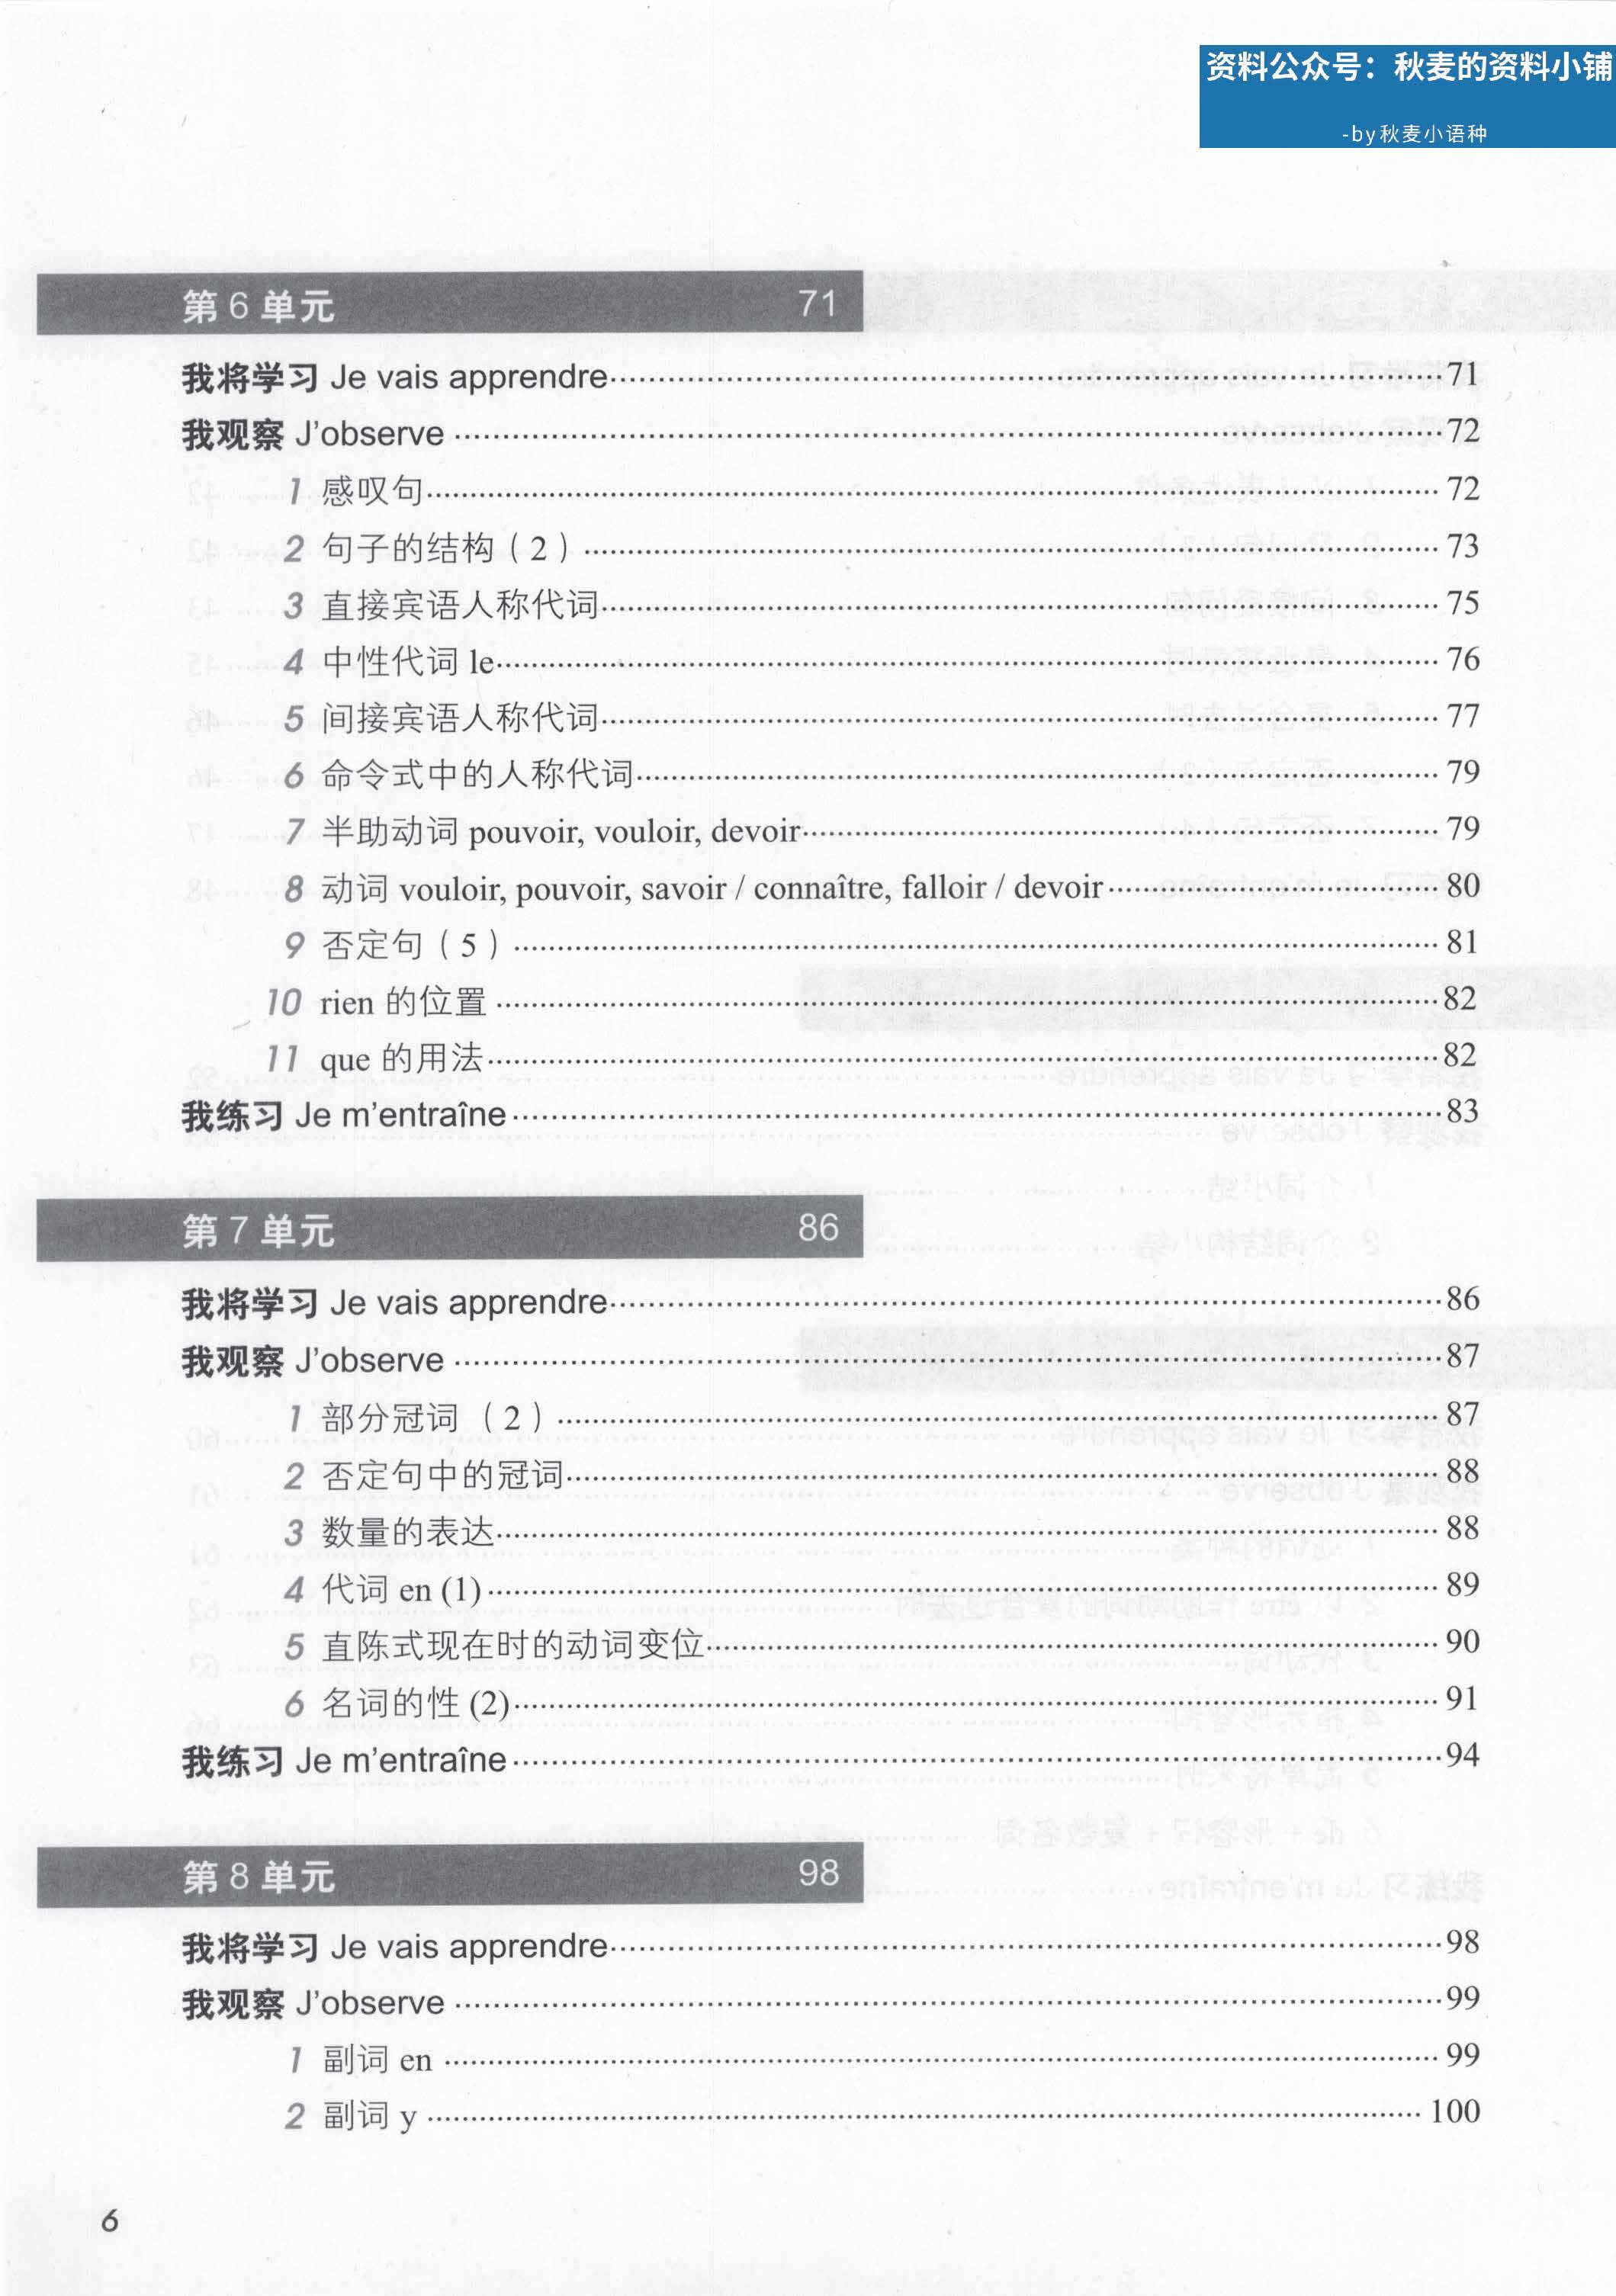 资料公众号：秋麦的资料小铺
-by秋麦小语种
第 6 单元 71
我将学习 Je vais apprendre 71
我观察 J'observe 72
1 感叹句 72
2 句子的结构（2） 73
3 直接宾语人称代词 75
4 中性代词 le 76
5 间接宾语人称代词 77
6 命令式中的人称代词 79
7 半助动词 pouvoir, vouloir, devoir 79
8 动词 vouloir, pouvoir, savoir / connaître, falloir / devoir 80
9 否定句（5） 81
10 rien 的位置 82
11 que 的用法 82
我练习 Je m'entraîne 83
第 7 单元 86
我将学习 Je vais apprendre 86
我观察 J'observe 87
1 部分冠词 （2） 87
2 否定句中的冠词 88
3 数量的表达 88
4 代词 en (1) 89
5 直陈式现在时的动词变位 90
6 名词的性 (2) 91
我练习 Je m'entraîne 94
第 8 单元 98
我将学习 Je vais apprendre 98
我观察 J'observe 99
1 副词 en 99
2 副词 y 100
6